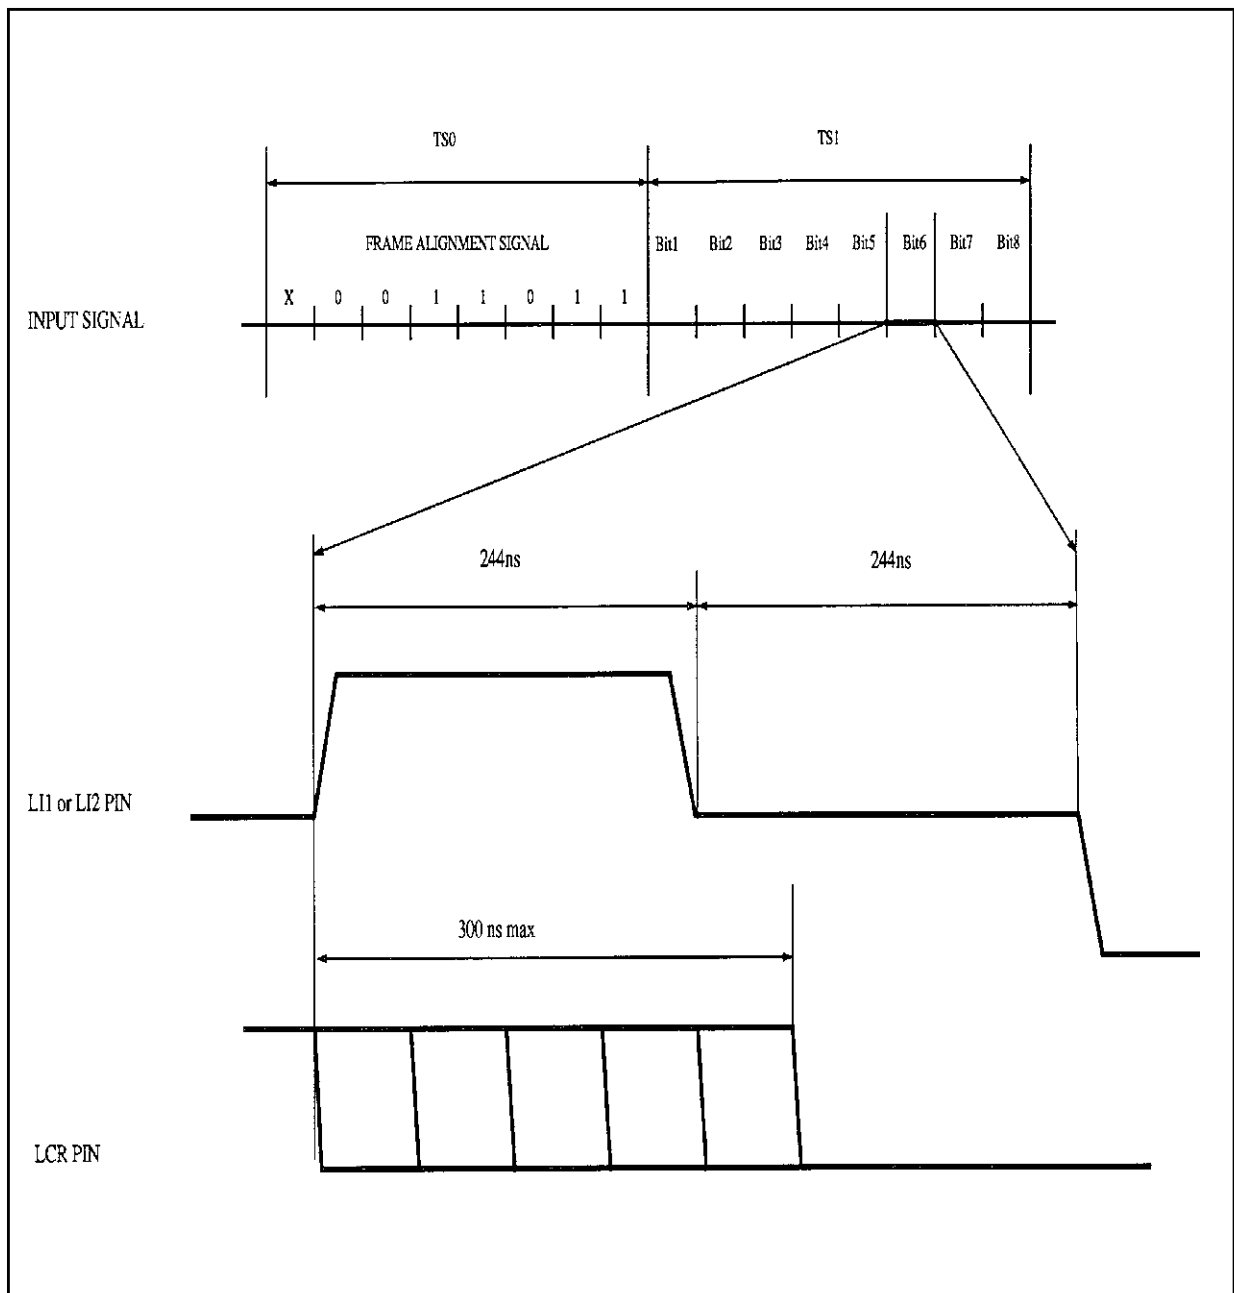 TS0 TS1
FRAME ALIGNMENT SIGNAL Bit1 Bit2 Bit3 Bit4 Bit5 Bit6 Bit7 Bit8
X 0 0 1 1 0 1 1
INPUT SIGNAL
244ns 244ns
LI1 or LI2 PIN
300 ns max
LCR PIN